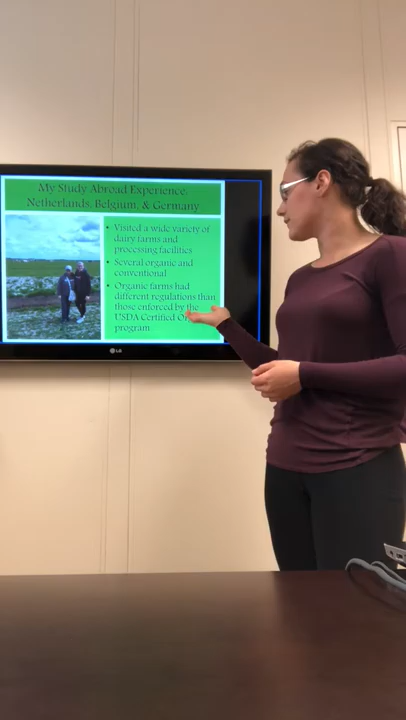 My Study Abroad Experience:
Netherlands, Belgium, & Germany
Visited a wide variety of
dairy farms and
processing facilities
Several organic and
conventional
Organic farms had
different regulations than
those enforced by the
USDA Certified
program
LG